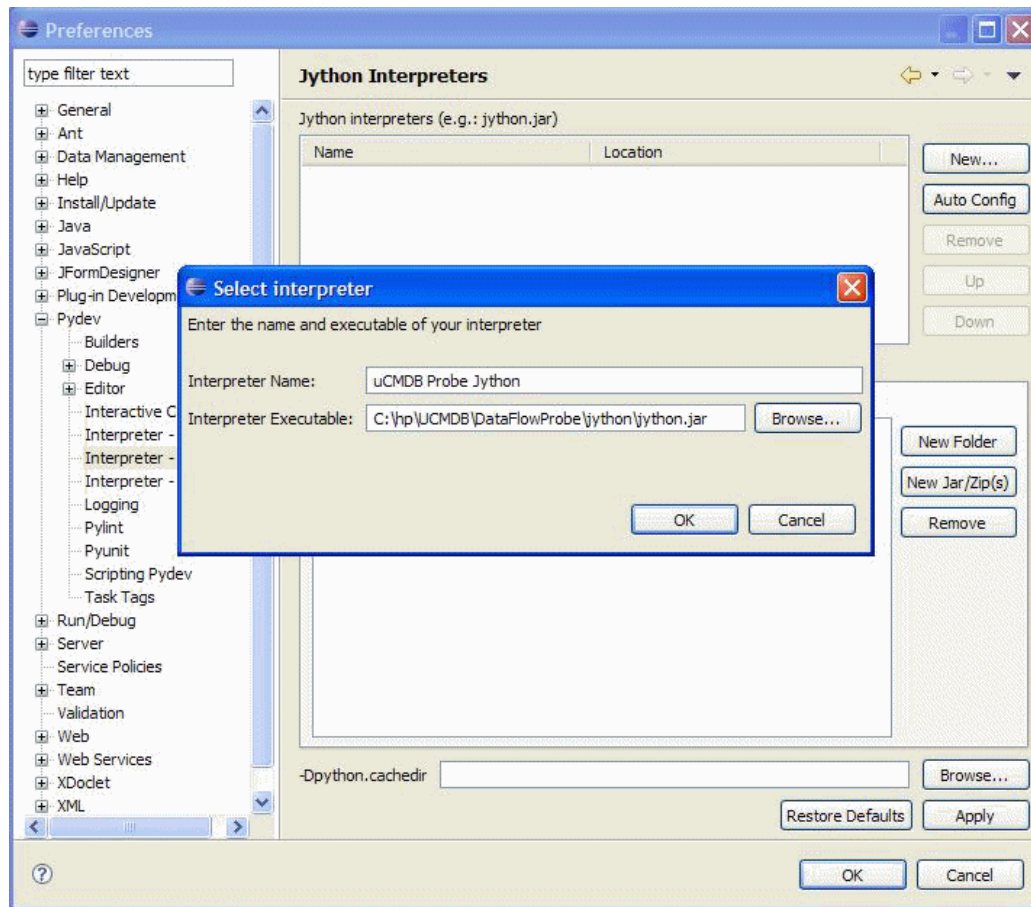 Preferences
type filter text
Jython Interpreters
General
Ant
Data Management
Help
Install/Update
Java
JavaScript
JFormDesigner
Plug-in Developm
Pydev
Builders
Debug
Editor
Interactive C
Interpreter -
Interpreter -
Interpreter -
Logging
Pylint
Pyunit
Scripting Pydev
Task Tags
Run/Debug
Server
Service Policies
Team
Validation
Web
Web Services
XDoclet
XML
Jython interpreters (e.g.: jython.jar)
Name Location
New...
Auto Config
Remove
Up
Down
Select interpreter
Enter the name and executable of your interpreter
Interpreter Name: uCMDB Probe Jython
Interpreter Executable: C:\hp\UCMDB\DataFlowProbe\jython\jython.jar Browse...
OK Cancel
New Folder
New Jar/Zip(s)
Remove
-Dpython.cachedir Browse...
Restore Defaults Apply
? OK Cancel